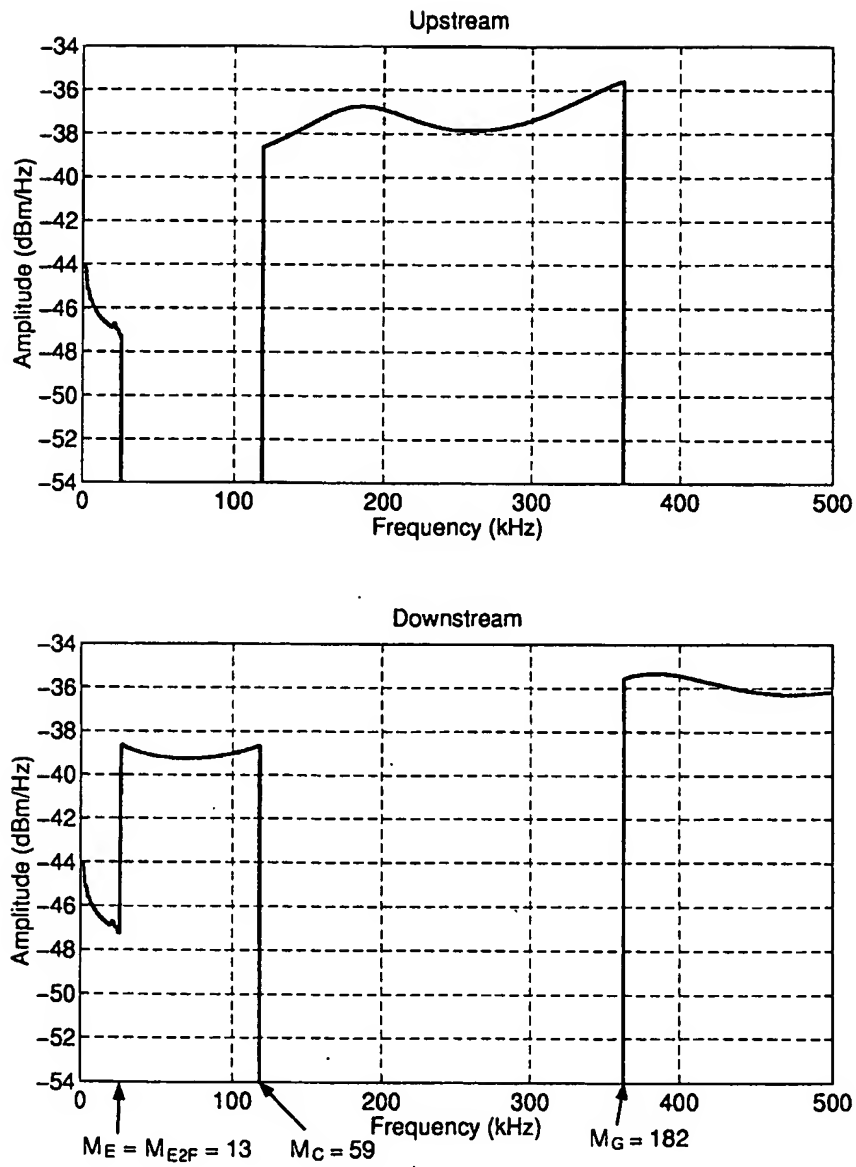 Upstream
-34
-36
-38
-40
-42
-44
-46
-48
-50
-52
-54
Amplitude (dBm/Hz)
0 100 200 300 400 500
Frequency (kHz)
Downstream
-34
-36
-38
-40
-42
-44
-46
-48
-50
-52
-54
Amplitude (dBm/Hz)
0 100 200 300 400 500
Frequency (kHz)
M_E = M_E2F = 13 M_C = 59 M_G = 182